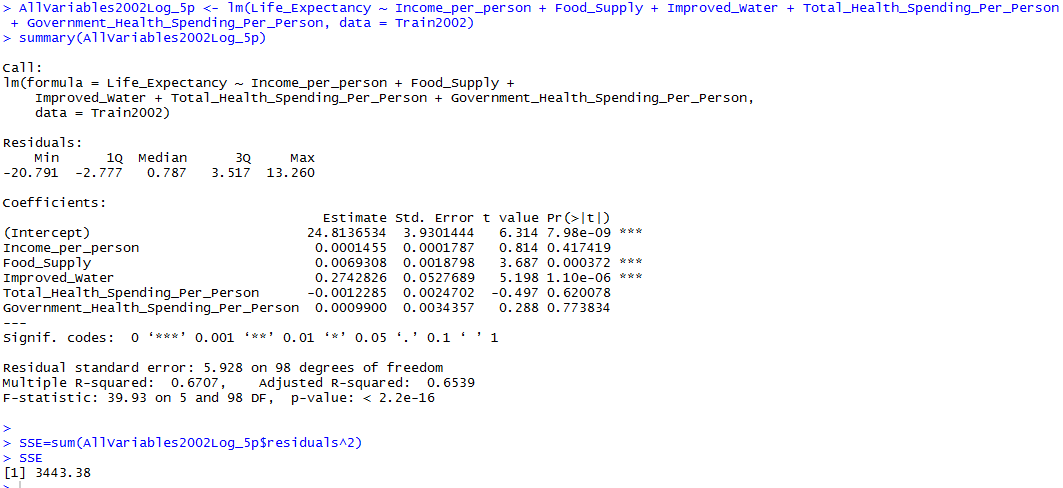 > AllVariables2002Log_5p <- lm(Life_Expectancy ~ Income_per_person + Food_Supply + Improved_Water + Total_Health_Spending_Per_Person
 + Government_Health_Spending_Per_Person, data = Train2002)
> summary(AllVariables2002Log_5p)

Call:
lm(formula = Life_Expectancy ~ Income_per_person + Food_Supply +
    Improved_Water + Total_Health_Spending_Per_Person + Government_Health_Spending_Per_Person,
    data = Train2002)

Residuals:
    Min      1Q  Median      3Q     Max
-20.791  -2.777   0.787   3.517  13.260

Coefficients:
                                        Estimate Std. Error t value Pr(>|t|)
(Intercept)                           24.8136534  3.9301444   6.314 7.98e-09 ***
Income_per_person                      0.0001455  0.0001787   0.814 0.417419
Food_Supply                            0.0069308  0.0018798   3.687 0.000372 ***
Improved_Water                         0.2742826  0.0527689   5.198 1.10e-06 ***
Total_Health_Spending_Per_Person      -0.0012285  0.0024702  -0.497 0.620078
Government_Health_Spending_Per_Person  0.0009900  0.0034357   0.288 0.773834
---
Signif. codes:  0 ‘***’ 0.001 ‘**’ 0.01 ‘*’ 0.05 ‘.’ 0.1 ‘ ’ 1

Residual standard error: 5.928 on 98 degrees of freedom
Multiple R-squared:  0.6707,    Adjusted R-squared:  0.6539
F-statistic: 39.93 on 5 and 98 DF,  p-value: < 2.2e-16

>
> SSE=sum(AllVariables2002Log_5p$residuals^2)
> SSE
[1] 3443.38
>